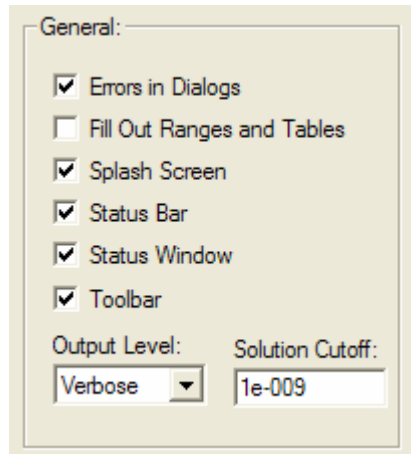 General:
Errors in Dialogs
Fill Out Ranges and Tables
Splash Screen
Status Bar
Status Window
Toolbar
Output Level: Solution Cutoff:
Verbose 1e-009